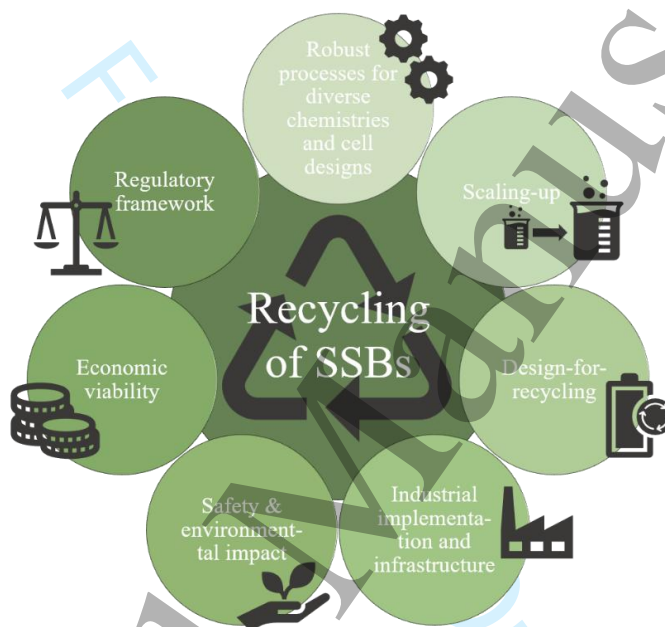 Robust
processes for
diverse
chemistries
and cell
designs
Scaling-up
Design-for-
recycling
Industrial
implementa-
tion and
infrastructure
Safety &
environmen-
tal impact
Economic
viability
Regulatory
framework
Recycling
of SSBs
Manus